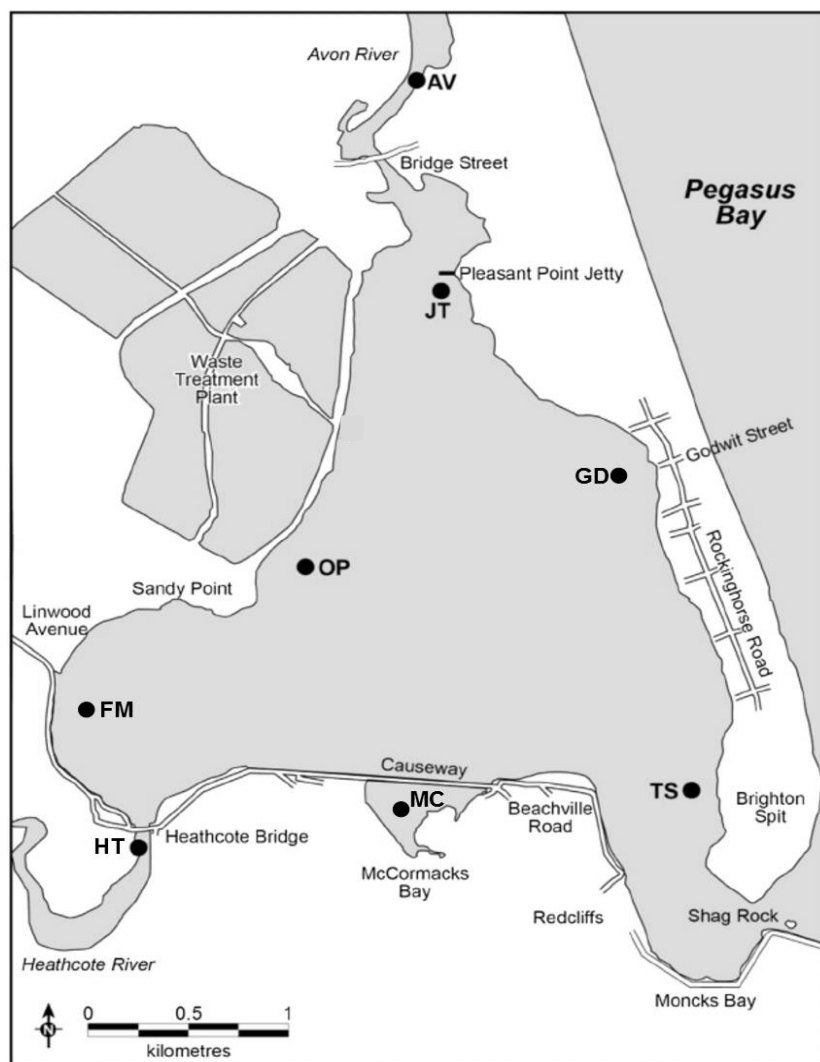 Avon River
AV
Bridge Street
Pegasus
Bay
Pleasant Point Jetty
JT
Waste
Treatment
Plant
Godwit Street
GD
Rockinghorse Road
OP
Sandy Point
Linwood
Avenue
FM
Causeway
MC
TS
Beachville
Road
Brighton
Spit
Heathcote Bridge
HT
McCormacks
Bay
Redcliffs
Shag Rock
Heathcote River
Moncks Bay
N
0 0.5 1
kilometres